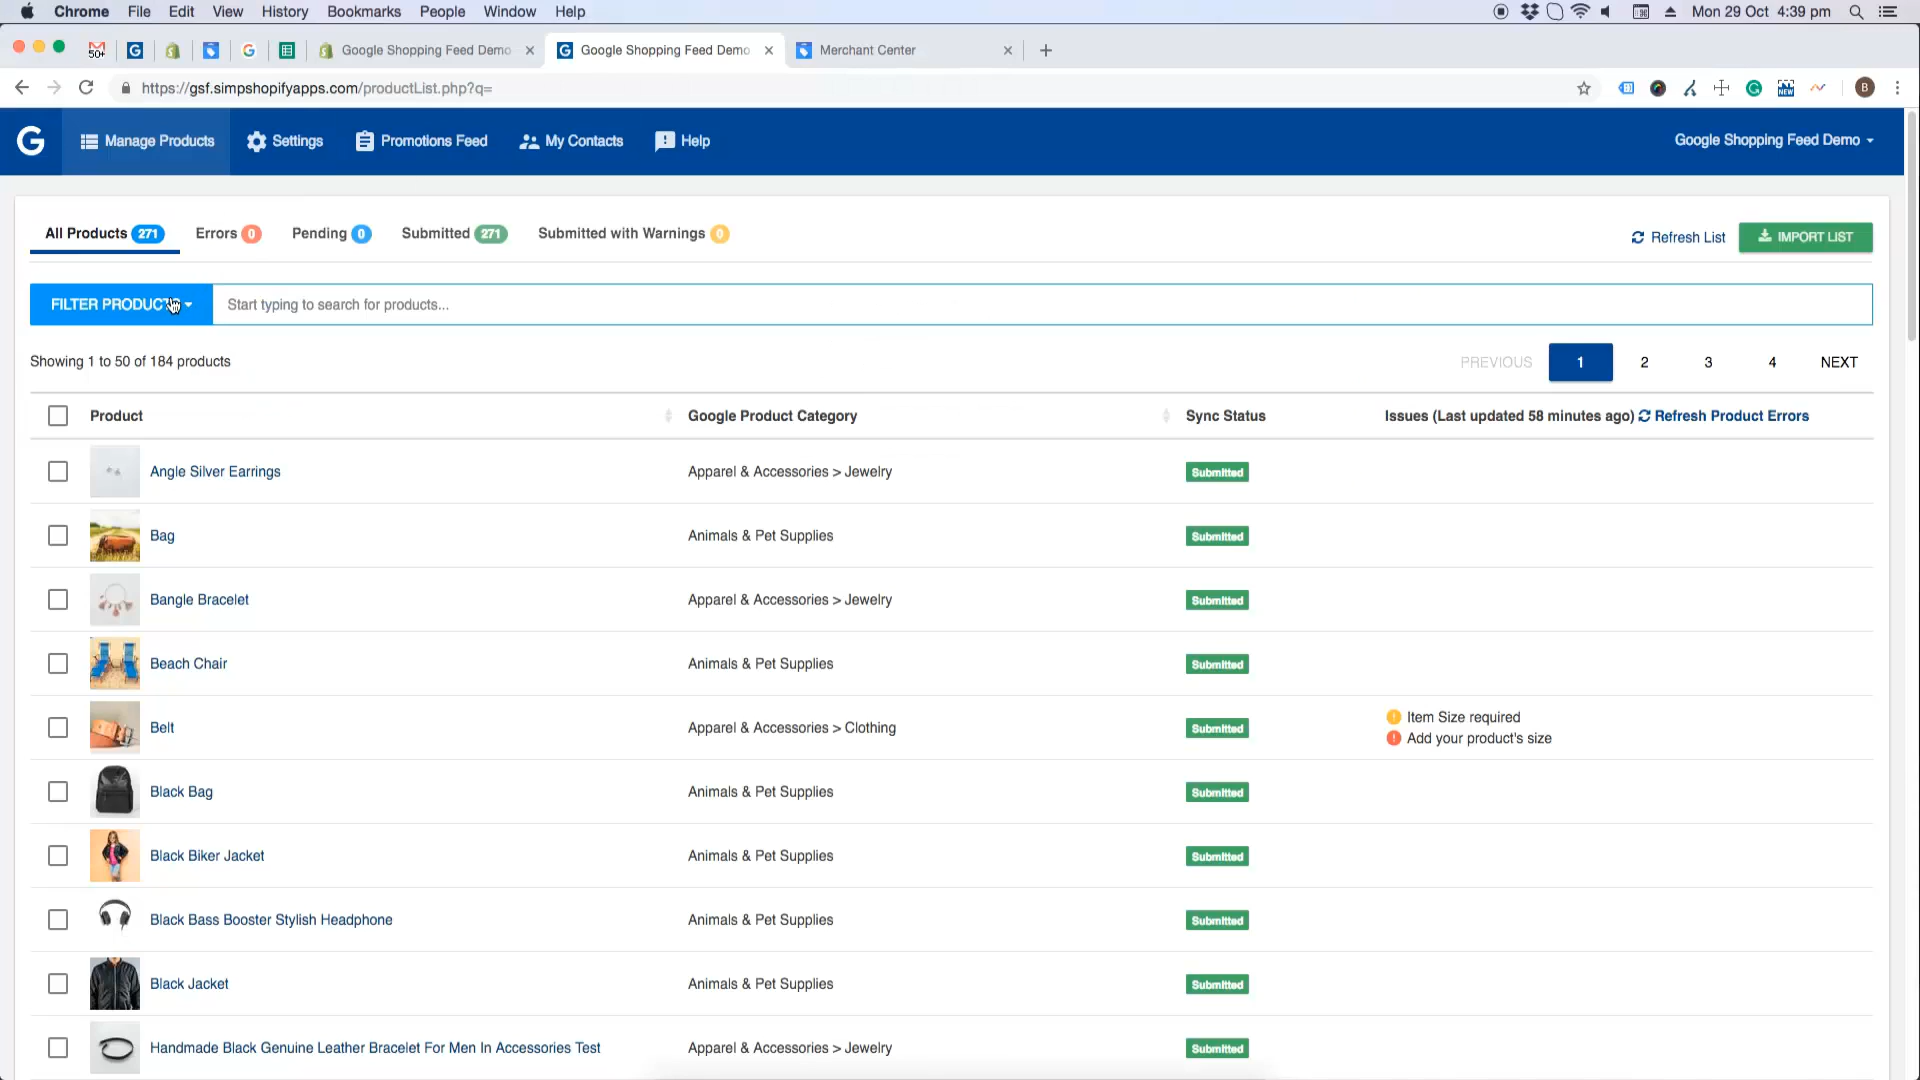 Chrome File Edit View History Bookmarks People Window Help Mon 29 Oct 4:39 pm
50+ Google Shopping Feed Demo Google Shopping Feed Demo Merchant Center
https://gsf.simpshopifyapps.com/productList.php?q= NEW B
G Manage Products Settings Promotions Feed My Contacts Help Google Shopping Feed Demo
All Products 271 Errors 0 Pending 0 Submitted 271 Submitted with Warnings 0 Refresh List IMPORT LIST
FILTER PRODUCTS Start typing to search for products...
Showing 1 to 50 of 184 products PREVIOUS 1 2 3 4 NEXT
Product Google Product Category Sync Status Issues (Last updated 58 minutes ago) Refresh Product Errors
Angle Silver Earrings Apparel & Accessories > Jewelry Submitted
Bag Animals & Pet Supplies Submitted
Bangle Bracelet Apparel & Accessories > Jewelry Submitted
Beach Chair Animals & Pet Supplies Submitted
Belt Apparel & Accessories > Clothing Submitted Item Size required
Add your product's size
Black Bag Animals & Pet Supplies Submitted
Black Biker Jacket Animals & Pet Supplies Submitted
Black Bass Booster Stylish Headphone Animals & Pet Supplies Submitted
Black Jacket Animals & Pet Supplies Submitted
Handmade Black Genuine Leather Bracelet For Men In Accessories Test Apparel & Accessories > Jewelry Submitted